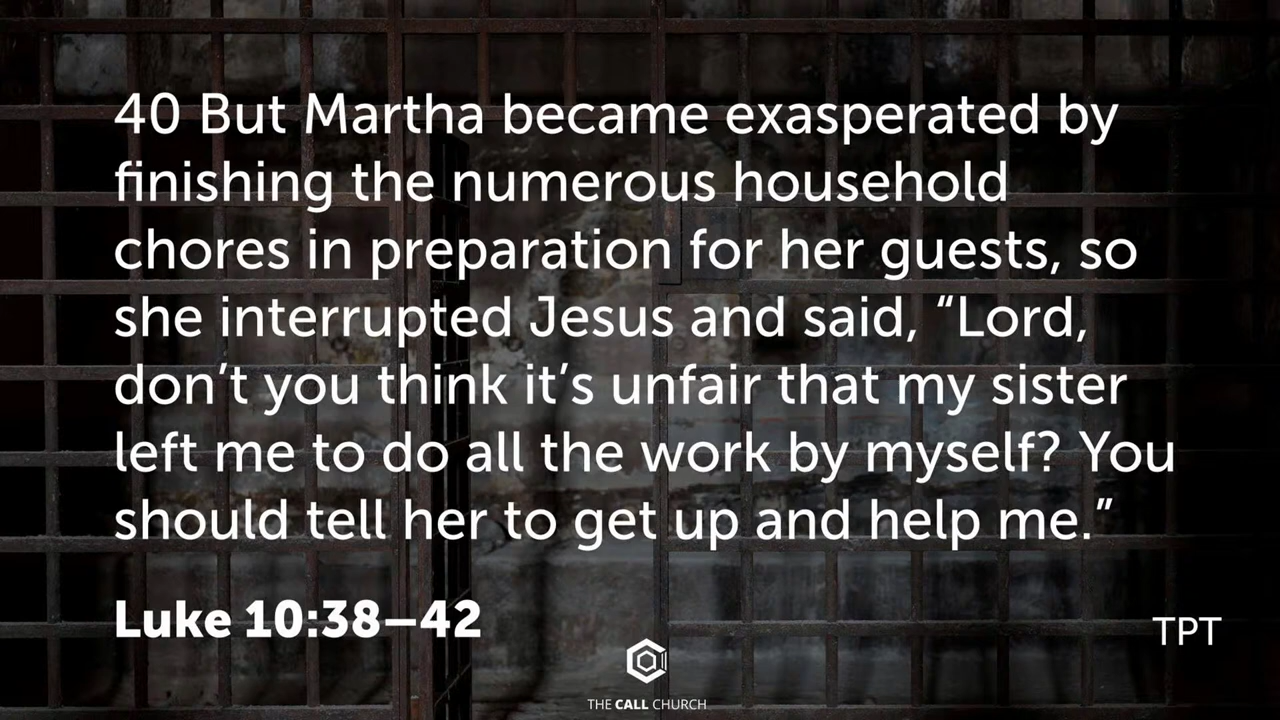 40 But Martha became exasperated by
finishing the numerous household
chores in preparation for her guests, so
she interrupted Jesus and said, “Lord,
don’t you think it’s unfair that my sister
left me to do all the work by myself? You
should tell her to get up and help me.”
Luke 10:38–42
TPT
THE CALL CHURCH